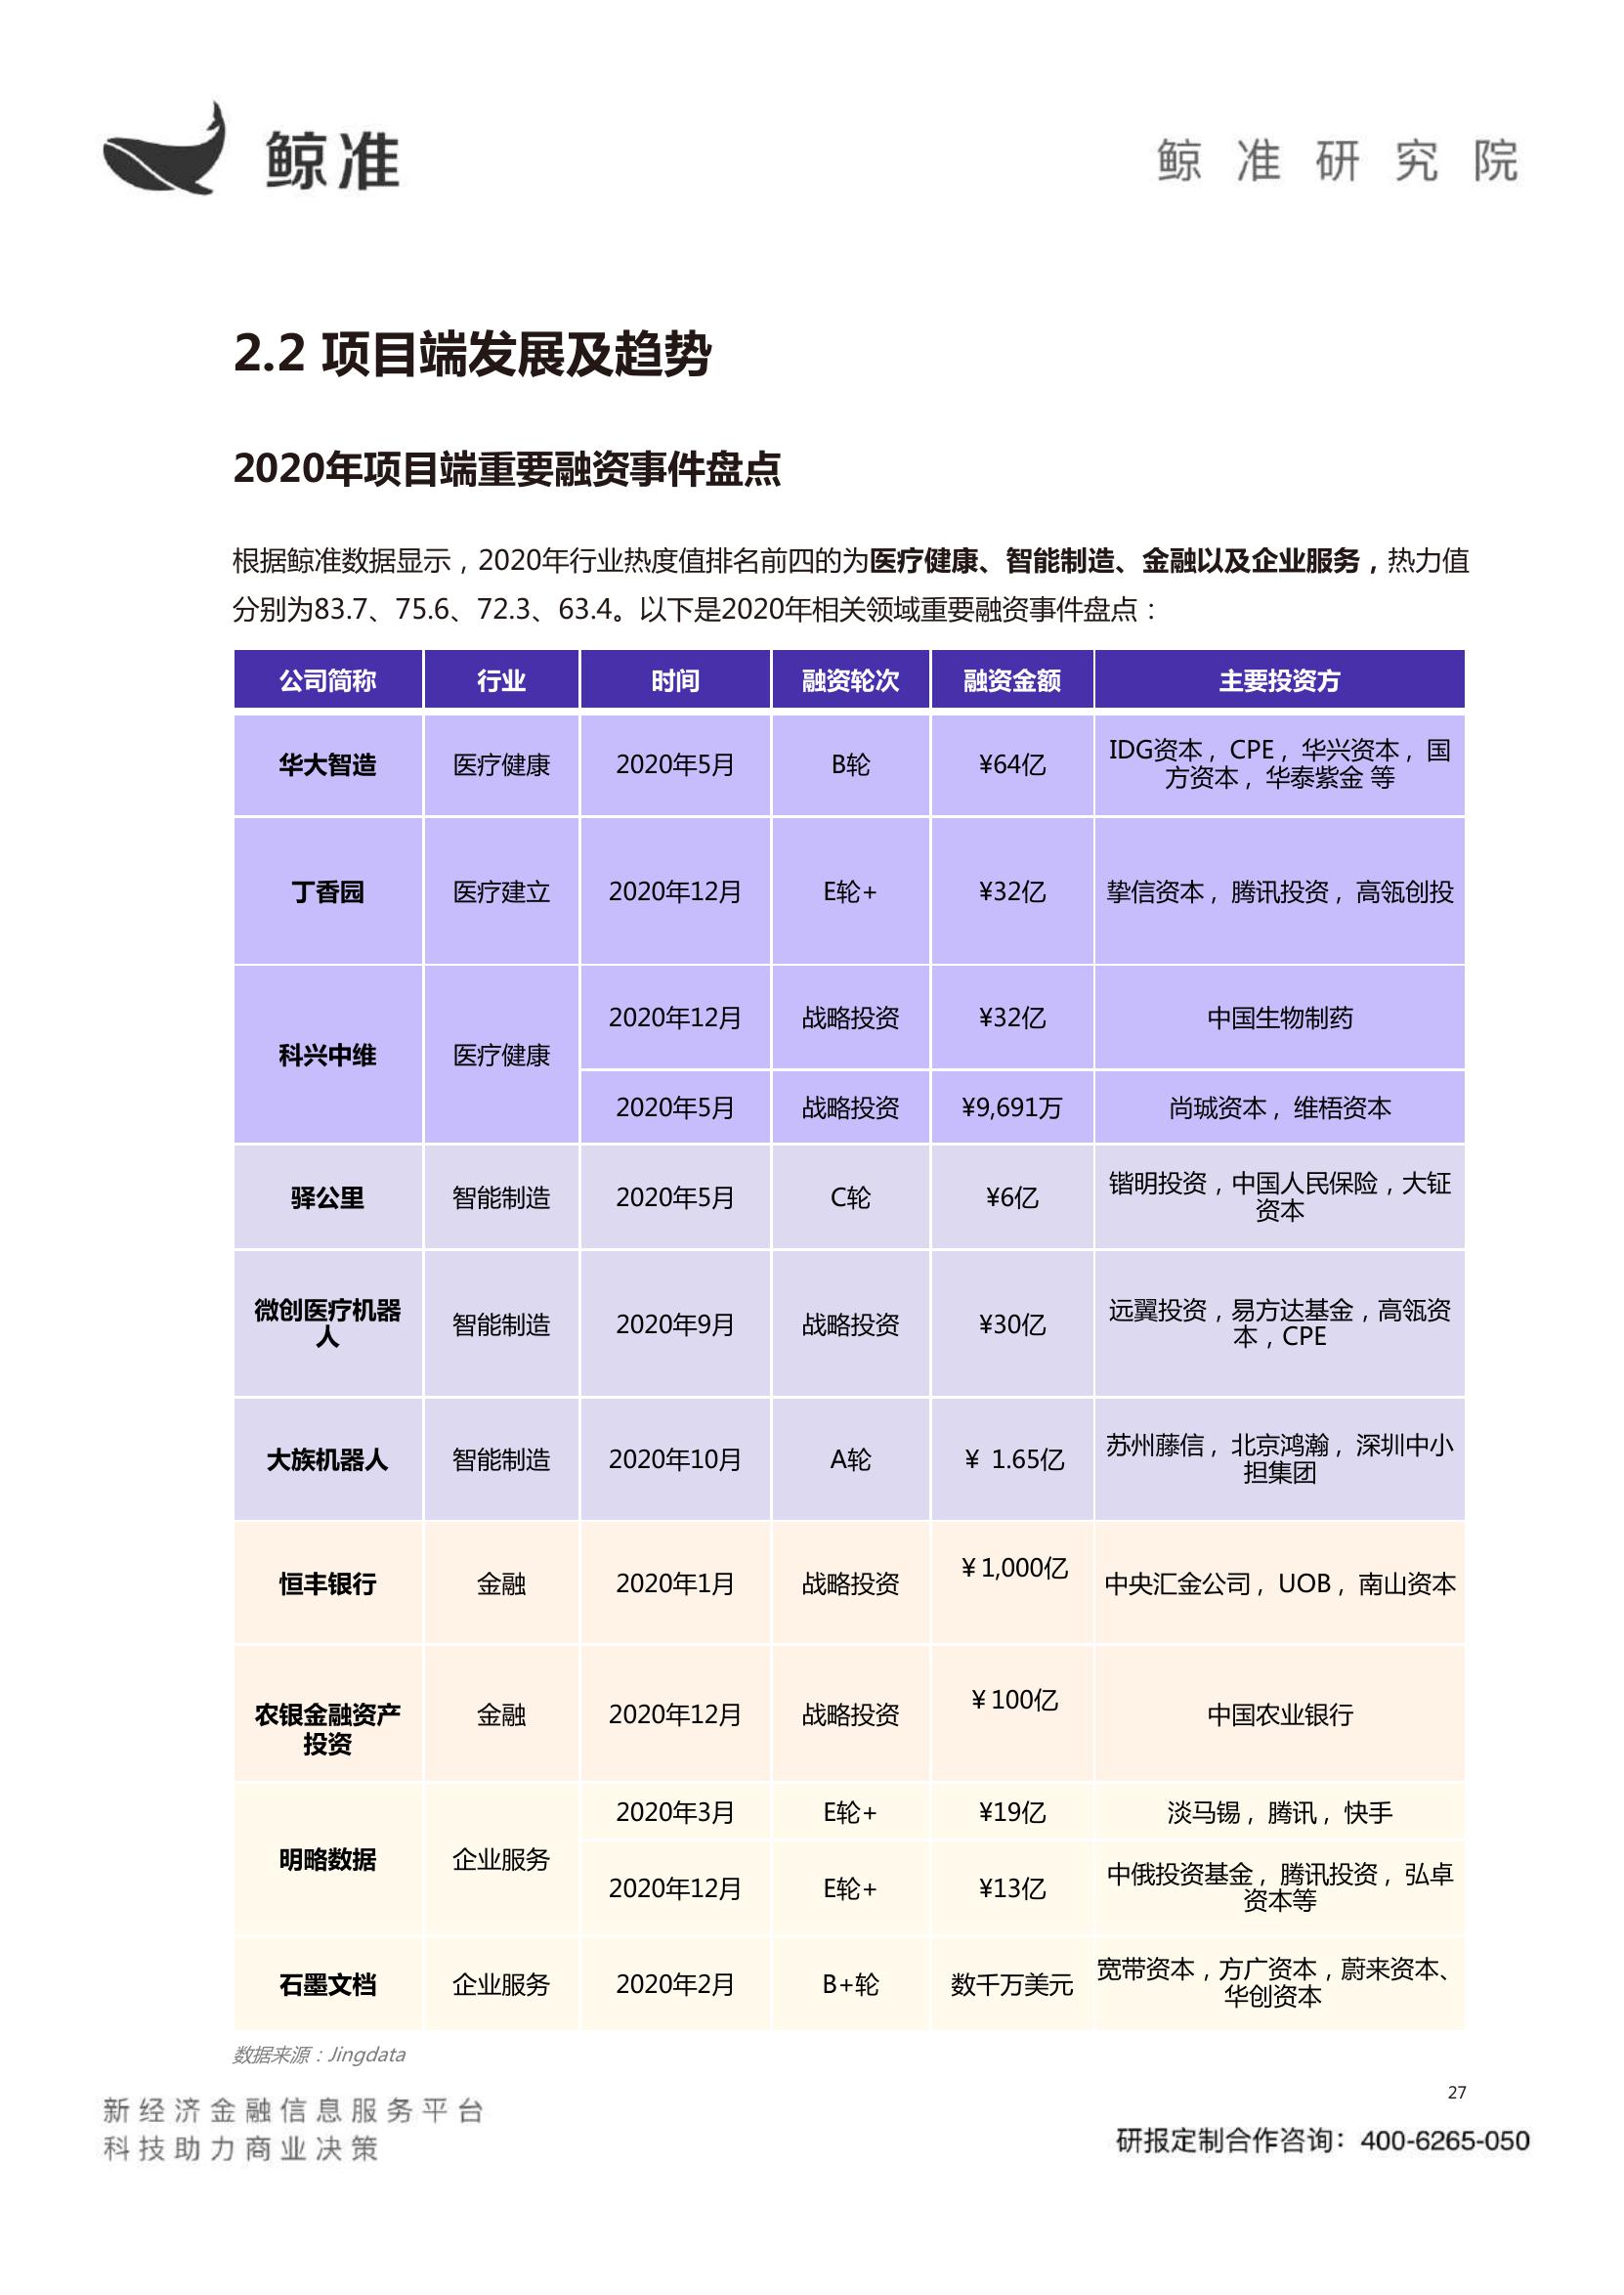 鲸准
鲸准研究院
2.2 项目端发展及趋势
2020年项目端重要融资事件盘点
根据鲸准数据显示，2020年行业热度值排名前四的为医疗健康、智能制造、金融以及企业服务，热力值
分别为83.7、75.6、72.3、63.4。以下是2020年相关领域重要融资事件盘点：
公司简称 行业 时间 融资轮次 融资金额 主要投资方
华大智造 医疗健康 2020年5月 B轮 ¥64亿 IDG资本，CPE，华兴资本，国
方资本，华泰紫金 等
丁香园 医疗建立 2020年12月 E轮+ ¥32亿 挚信资本，腾讯投资，高瓴创投
科兴中维 医疗健康 2020年12月 战略投资 ¥32亿 中国生物制药
2020年5月 战略投资 ¥9,691万 尚珹资本，维梧资本
驿公里 智能制造 2020年5月 C轮 ¥6亿 锴明投资，中国人民保险，大钲
资本
微创医疗机器
人 智能制造 2020年9月 战略投资 ¥30亿 远翼投资，易方达基金，高瓴资
本，CPE
大族机器人 智能制造 2020年10月 A轮 ¥ 1.65亿 苏州藤信，北京鸿瀚，深圳中小
担集团
恒丰银行 金融 2020年1月 战略投资 ¥1,000亿 中央汇金公司，UOB，南山资本
农银金融资产
投资 金融 2020年12月 战略投资 ¥100亿 中国农业银行
明略数据 企业服务 2020年3月 E轮+ ¥19亿 淡马锡，腾讯，快手
2020年12月 E轮+ ¥13亿 中俄投资基金，腾讯投资，弘卓
资本等
石墨文档 企业服务 2020年2月 B+轮 数千万美元 宽带资本，方广资本，蔚来资本、
华创资本
数据来源：Jingdata
27
新经济金融信息服务平台
科技助力商业决策
研报定制合作咨询：400-6265-050